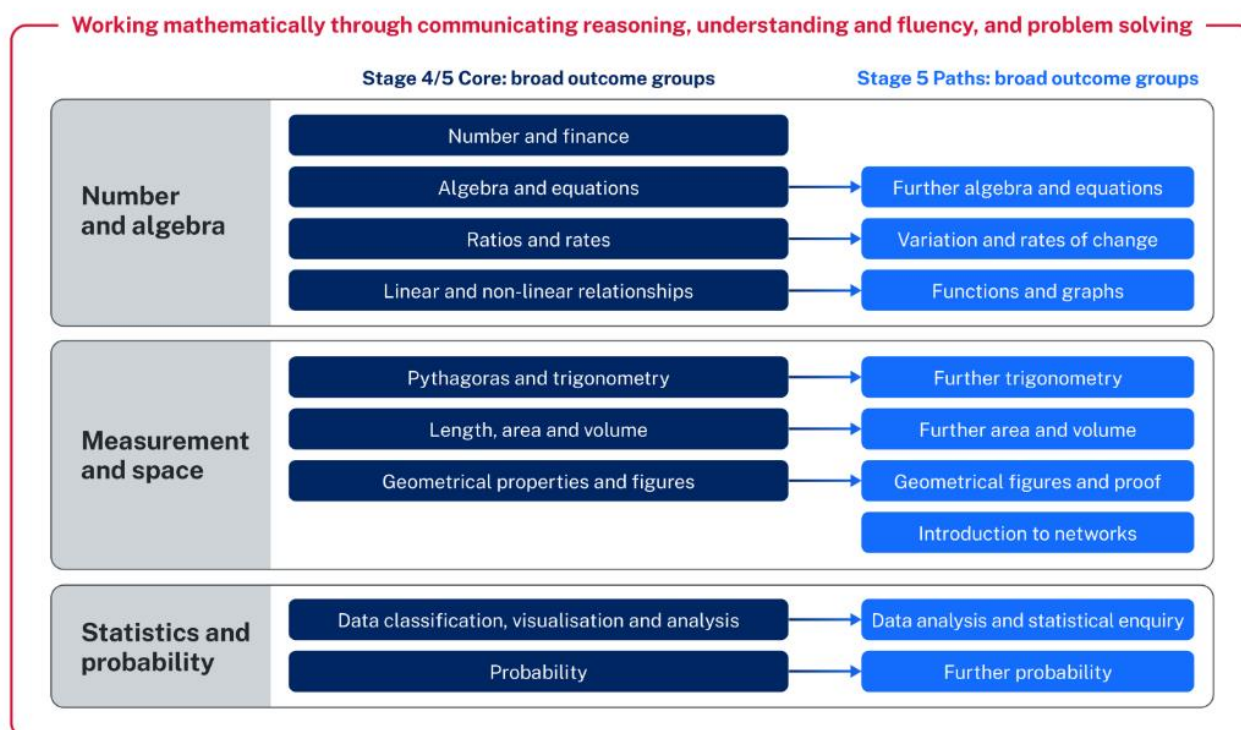 Working mathematically through communicating reasoning, understanding and fluency, and problem solving
Stage 4/5 Core: broad outcome groups
Stage 5 Paths: broad outcome groups
Number
and algebra
Number and finance
Algebra and equations
Further algebra and equations
Ratios and rates
Variation and rates of change
Linear and non-linear relationships
Functions and graphs
Measurement
and space
Pythagoras and trigonometry
Further trigonometry
Length, area and volume
Further area and volume
Geometrical properties and figures
Geometrical figures and proof
Introduction to networks
Statistics and
probability
Data classification, visualisation and analysis
Data analysis and statistical enquiry
Probability
Further probability